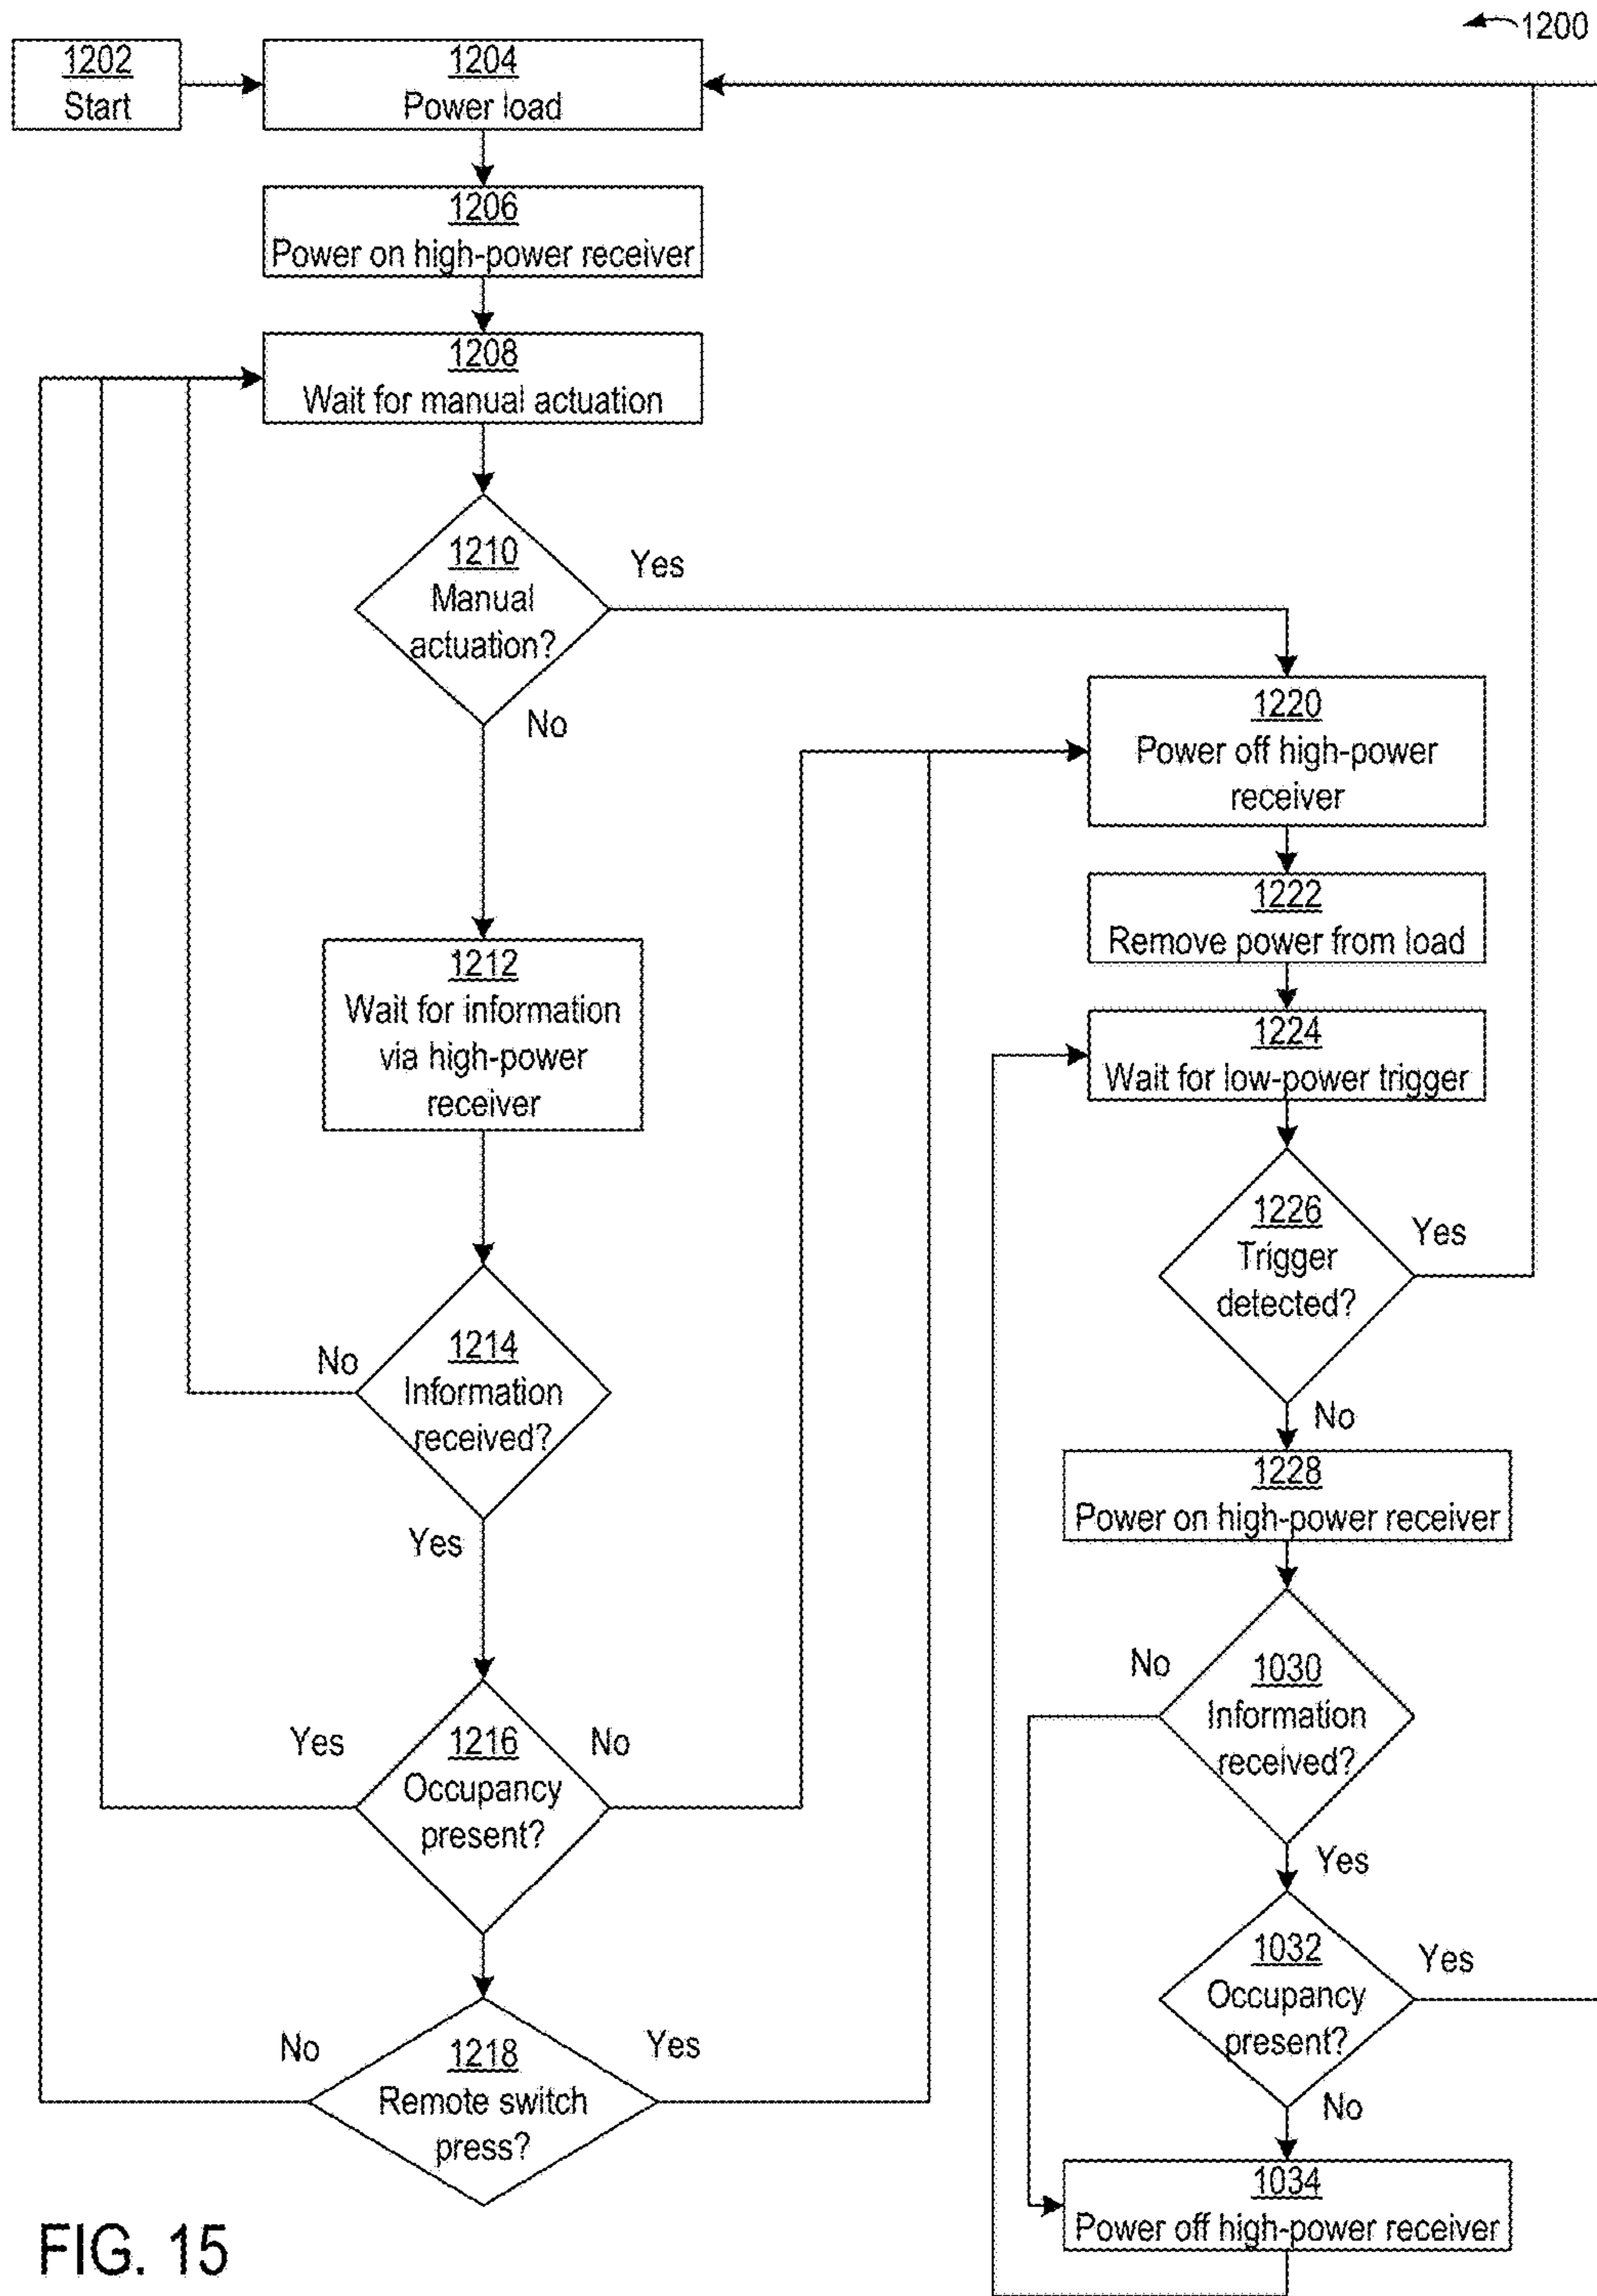 1200
1202
Start
1204
Power load
1206
Power on high-power receiver
1208
Wait for manual actuation
1210
Manual
actuation?
Yes
No
1212
Wait for information
via high-power
receiver
1214
Information
received?
No
Yes
1216
Occupancy
present?
Yes
No
1218
Remote switch
press?
No
Yes
1220
Power off high-power
receiver
1222
Remove power from load
1224
Wait for low-power trigger
1226
Trigger
detected?
Yes
No
1228
Power on high-power receiver
1030
Information
received?
No
Yes
1032
Occupancy
present?
Yes
No
1034
Power off high-power receiver
FIG. 15